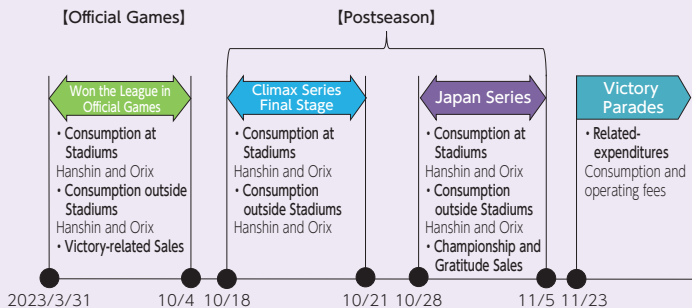 【Official Games】
【Postseason】
Won the League in
Official Games
・Consumption at
Stadiums
Hanshin and Orix
・Consumption outside
Stadiums
Hanshin and Orix
・Victory-related Sales
Climax Series
Final Stage
・Consumption at
Stadiums
Hanshin and Orix
・Consumption
outside Stadiums
Hanshin and Orix
Japan Series
・Consumption at
Stadiums
Hanshin and Orix
・Consumption
outside Stadiums
Hanshin and Orix
・Championship and
Gratitude Sales
Victory
Parades
・Related-
expenditures
Consumption and
operating fees
2023/3/31 10/4 10/18 10/21 10/28 11/5 11/23